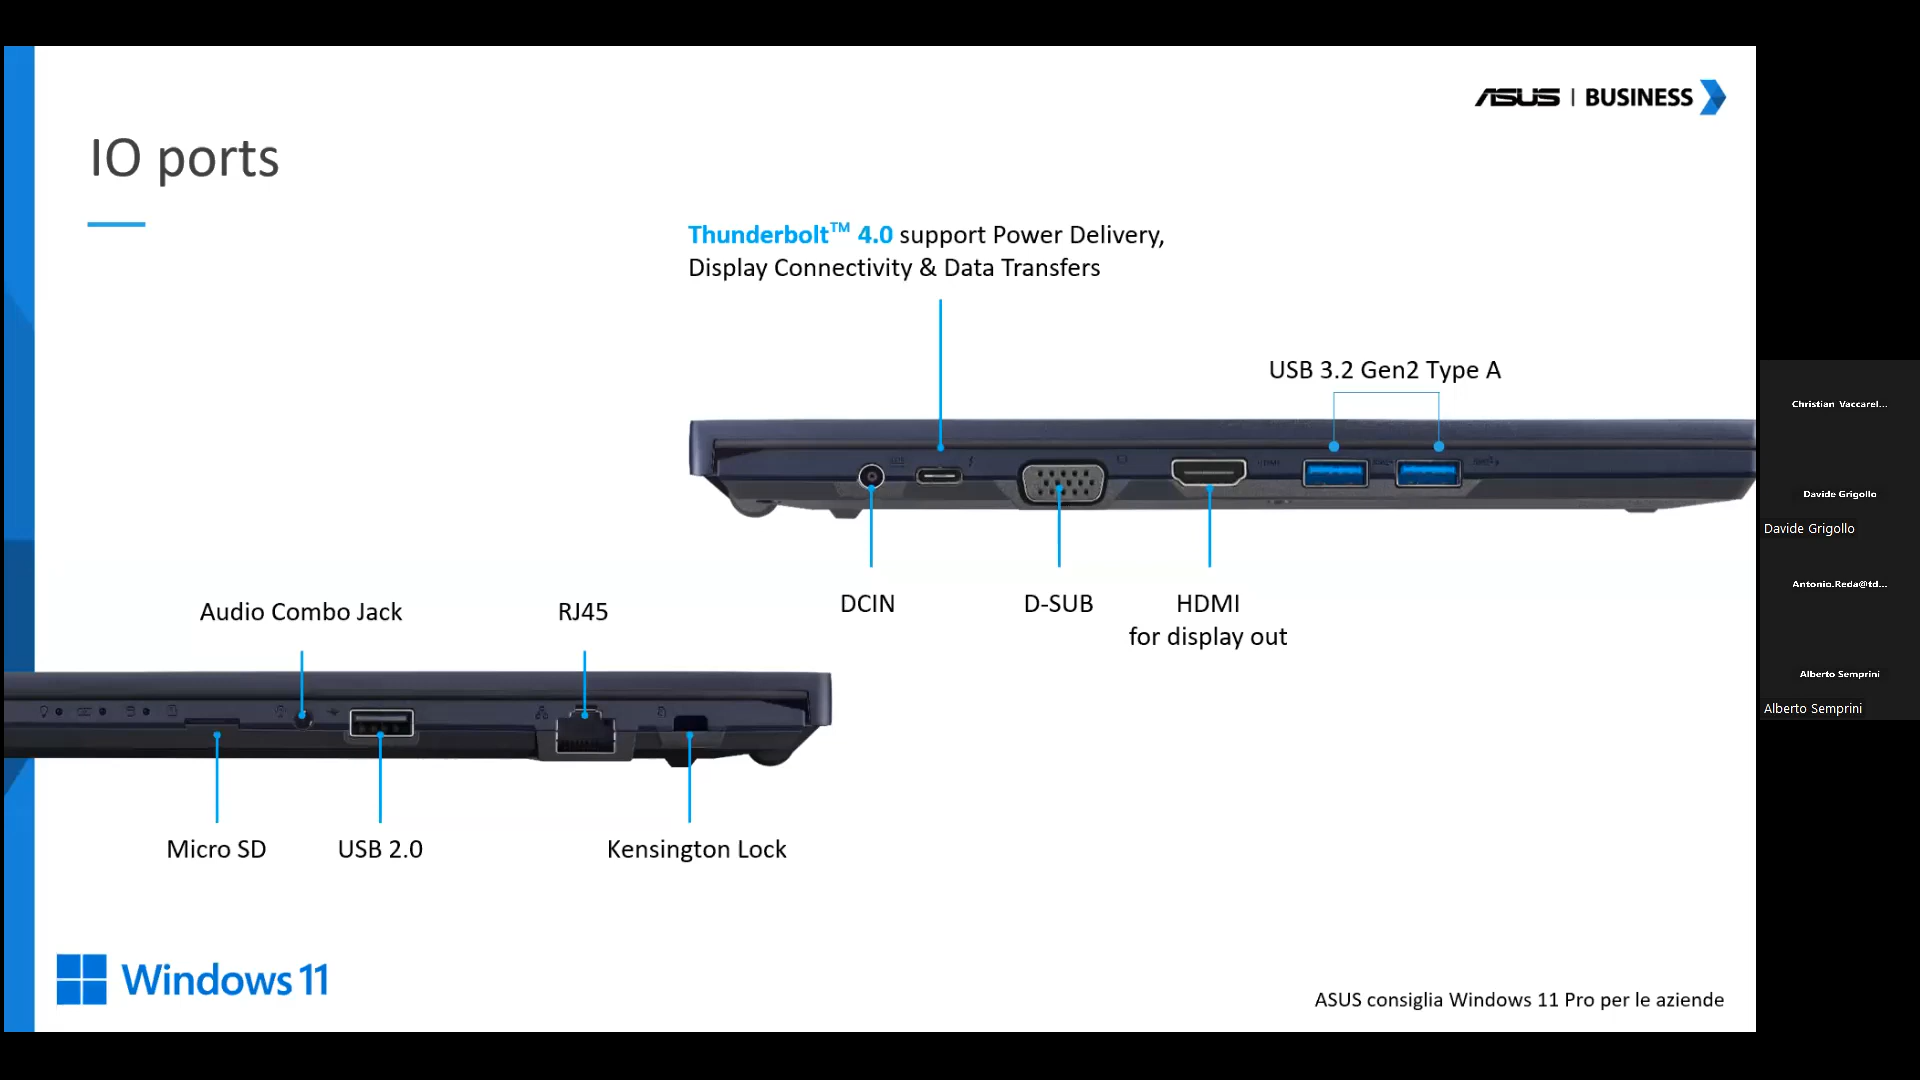 ASUS | BUSINESS
IO ports
Thunderbolt™ 4.0 support Power Delivery,
Display Connectivity & Data Transfers
USB 3.2 Gen2 Type A
DCIN
D-SUB
HDMI
for display out
Audio Combo Jack
RJ45
Micro SD
USB 2.0
Kensington Lock
Windows 11
ASUS consiglia Windows 11 Pro per le aziende
Christian Vaccarel...
Davide Grigollo
Davide Grigollo
Antonio.Reda@td...
Alberto Semprini
Alberto Semprini